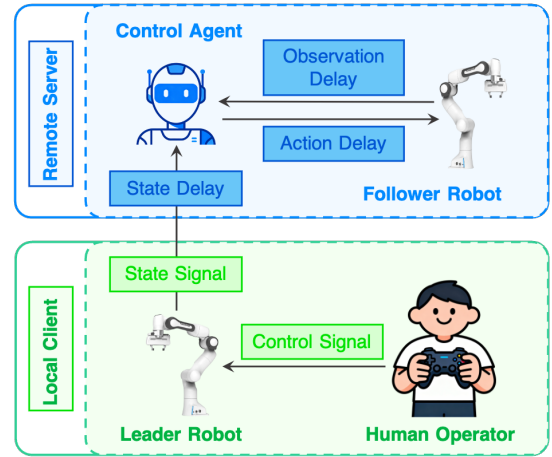 Remote Server
Control Agent
Observation
Delay
Action Delay
State Delay
Follower Robot
Local Client
State Signal
Control Signal
Leader Robot
Human Operator